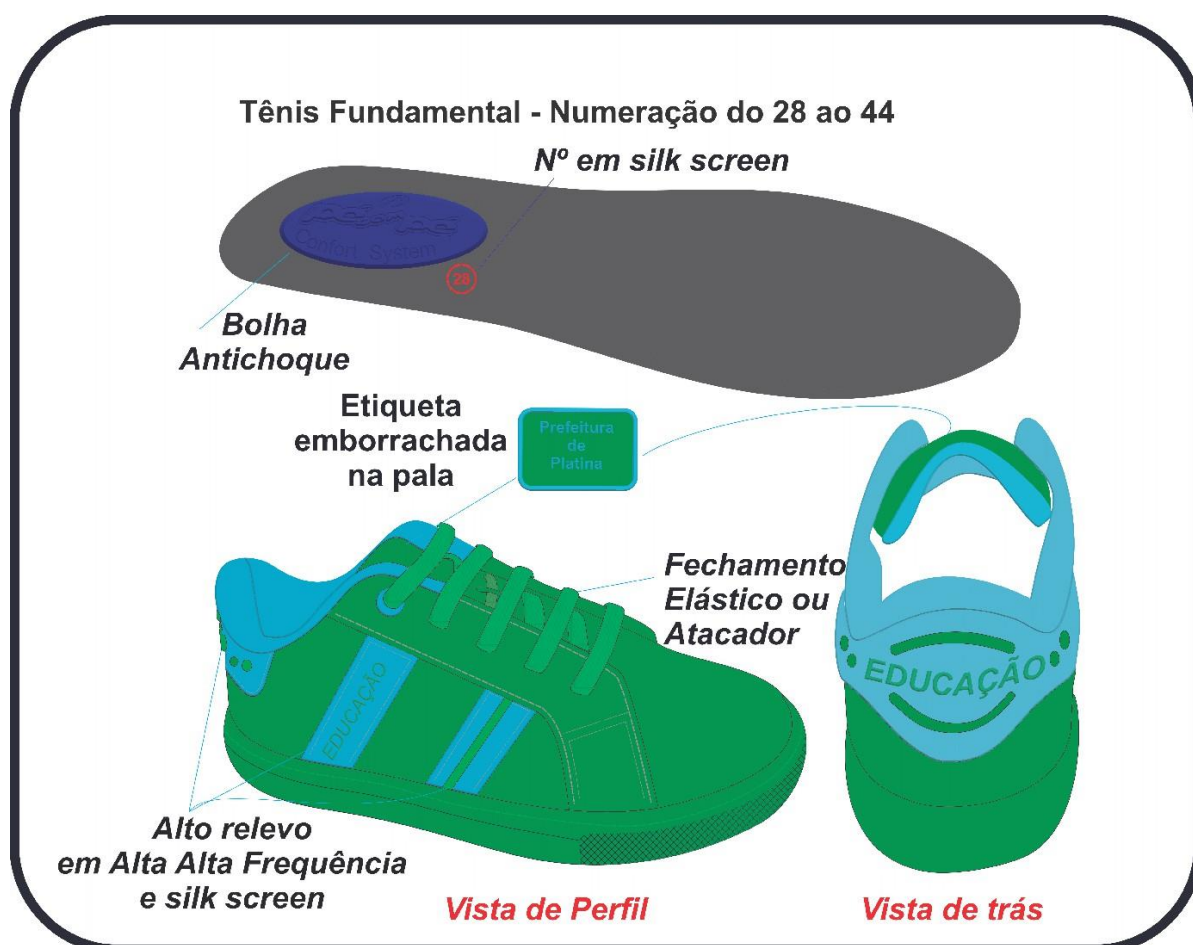 Tênis Fundamental - Numeração do 28 ao 44
Nº em silk screen
Confort System
28
Bolha
Antichoque
Etiqueta
emborrachada
na pala
Prefeitura
de
Platina
Fechamento
Elástico ou
Atacador
EDUCAÇÃO
EDUCAÇÃO
Alto relevo
em Alta Alta Frequência
e silk screen
Vista de Perfil
Vista de trás